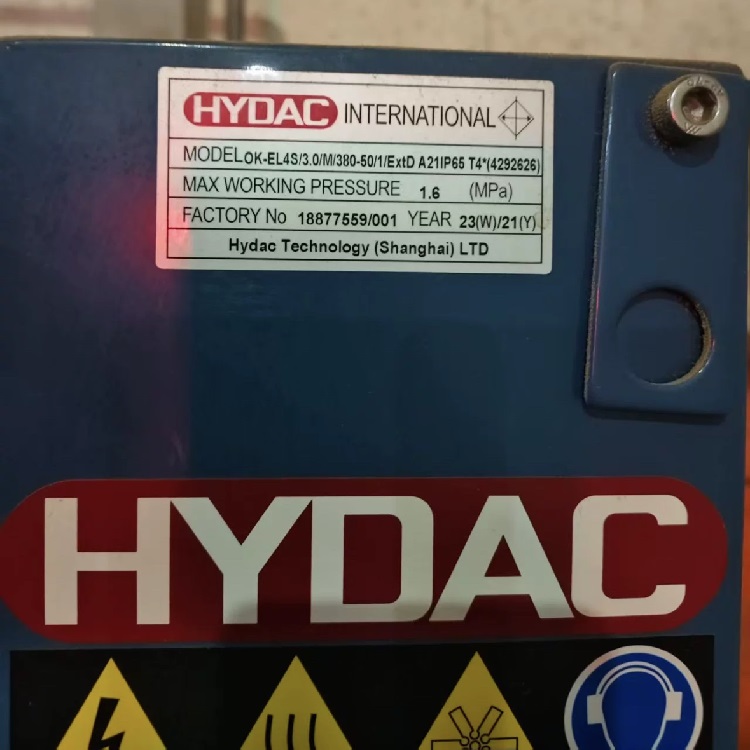 HYDAC INTERNATIONAL
MODEL OK-EL4S/3.0/M/380-50/1/ExtD A21IP65 T4*(4292626)
MAX WORKING PRESSURE 1.6 (MPa)
FACTORY No 18877559/001 YEAR 23(W)/21(Y)
Hydac Technology (Shanghai) LTD
HYDAC